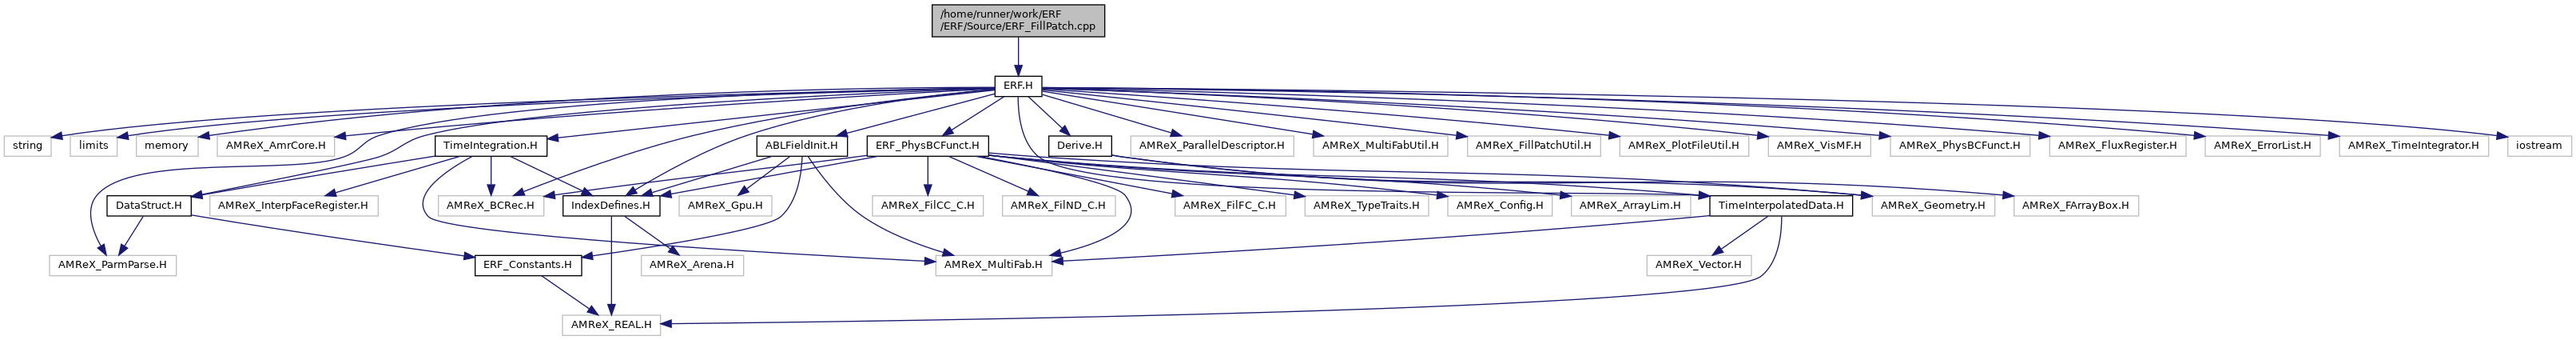 /home/runner/work/ERF
/ERF/Source/ERF_FillPatch.cpp
ERF.H
string
limits
memory
AMReX_AmrCore.H
TimeIntegration.H
ABLFieldInit.H
ERF_PhysBCFunct.H
Derive.H
AMReX_ParallelDescriptor.H
AMReX_MultiFabUtil.H
AMReX_FillPatchUtil.H
AMReX_PlotFileUtil.H
AMReX_VisMF.H
AMReX_PhysBCFunct.H
AMReX_FluxRegister.H
AMReX_ErrorList.H
AMReX_TimeIntegrator.H
iostream
DataStruct.H
AMReX_InterpFaceRegister.H
AMReX_BCRec.H
IndexDefines.H
AMReX_Gpu.H
AMReX_FilCC_C.H
AMReX_FilND_C.H
AMReX_FilFC_C.H
AMReX_TypeTraits.H
AMReX_Config.H
AMReX_ArrayLim.H
TimeInterpolatedData.H
AMReX_Geometry.H
AMReX_FArrayBox.H
AMReX_ParmParse.H
ERF_Constants.H
AMReX_Arena.H
AMReX_MultiFab.H
AMReX_Vector.H
AMReX_REAL.H